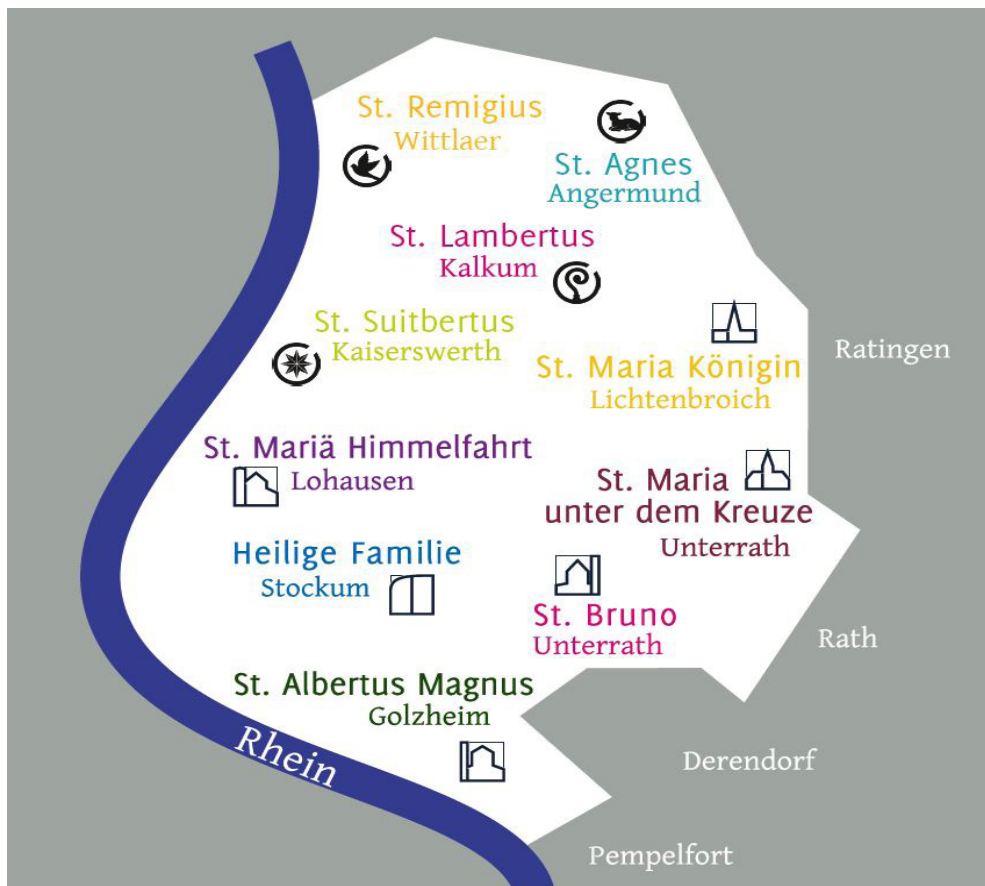 St. Remigius
Wittlaer
St. Agnes
Angermund
St. Lambertus
Kalkum
St. Suitbertus
Kaiserswerth
St. Maria Königin
Lichtenbroich
Ratingen
St. Mariä Himmelfahrt
Lohausen
St. Maria
unter dem Kreuze
Unterrath
Heilige Familie
Stockum
St. Bruno
Unterrath
Rath
St. Albertus Magnus
Golzheim
Rhein
Derendorf
Pempelfort